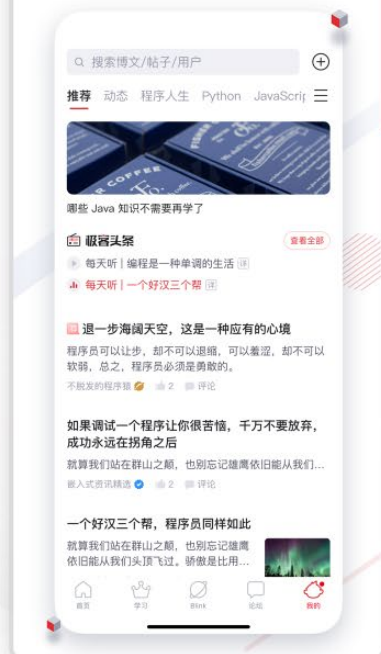 搜索博文/帖子/用户
推荐 动态 程序人生 Python JavaScrip
哪些 Java 知识不需要再学了
极客头条 查看全部
每天听 | 编程是一种单调的生活
每天听 | 一个好汉三个帮
退一步海阔天空，这是一种应有的心境
程序员可以让步，却不可以退缩，可以羞涩，却不可以
软弱，总之，程序员必须是勇敢的。
不脱发的程序猿 2 评论
如果调试一个程序让你很苦恼，千万不要放弃，
成功永远在拐角之后
就算我们站在群山之颠，也别忘记雄鹰依旧能从我们...
嵌入式资讯精选 2 评论
一个好汉三个帮，程序员同样如此
就算我们站在群山之颠，也别忘记雄鹰
依旧能从我们头顶飞过。骄傲是比用...
首页 学习 Blink 论坛 我的